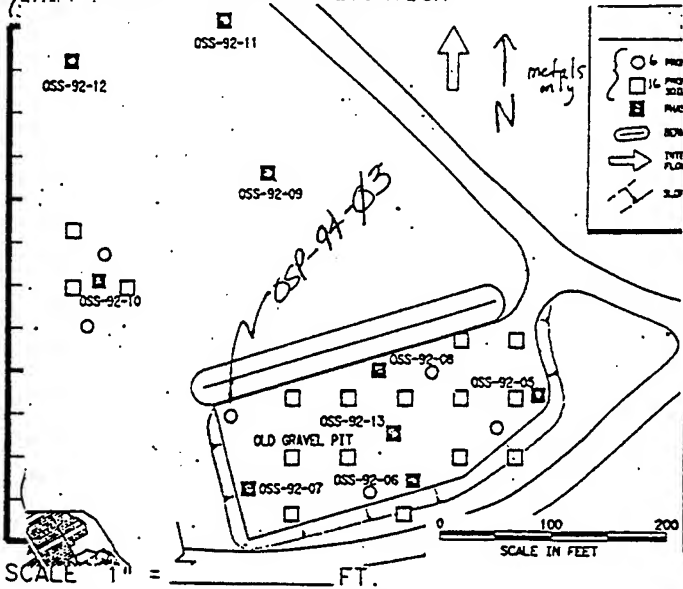 OSS-92-11
OSS-92-12
metals
only
N
6
16
OSS-92-09
OSP-94-03
OSS-92-10
OSS-92-08
OSS-92-05
OSS-92-13
OLD GRAVEL PIT
OSS-92-07
OSS-92-06
0 100 200
SCALE IN FEET
SCALE 1" = FT.